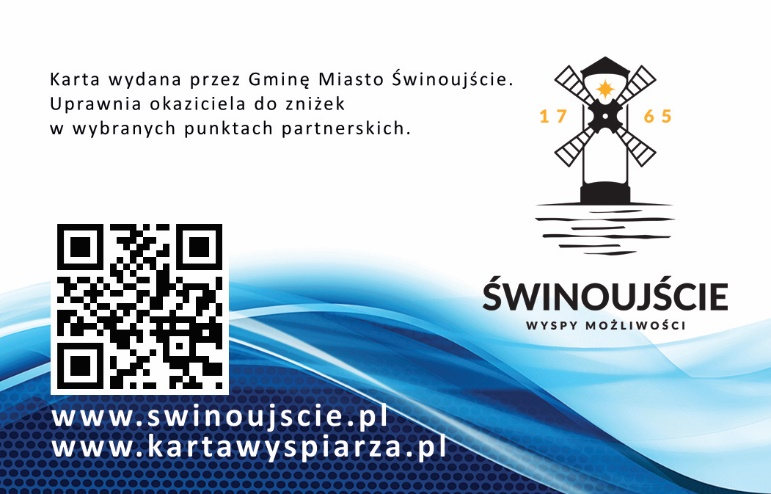 Karta wydana przez Gminę Miasto Świnoujście.
Uprawnia okaziciela do zniżek
w wybranych punktach partnerskich.
17 65
ŚWINOUJŚCIE
WYSPY MOŻLIWOŚCI
www.swinoujscie.pl
www.kartawyspiarza.pl